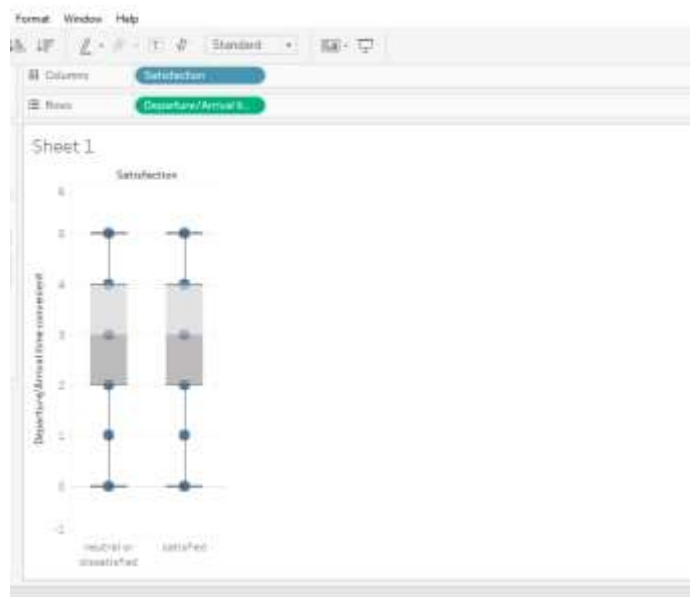 Format Window Help
Standard
Columns Satisfaction
Rows Departure/Arrival ti..
Sheet 1
Satisfaction
6
5
4
3
2
1
0
-1
Departure/Arrival time convenient
neutral or satisfied
dissatisfied